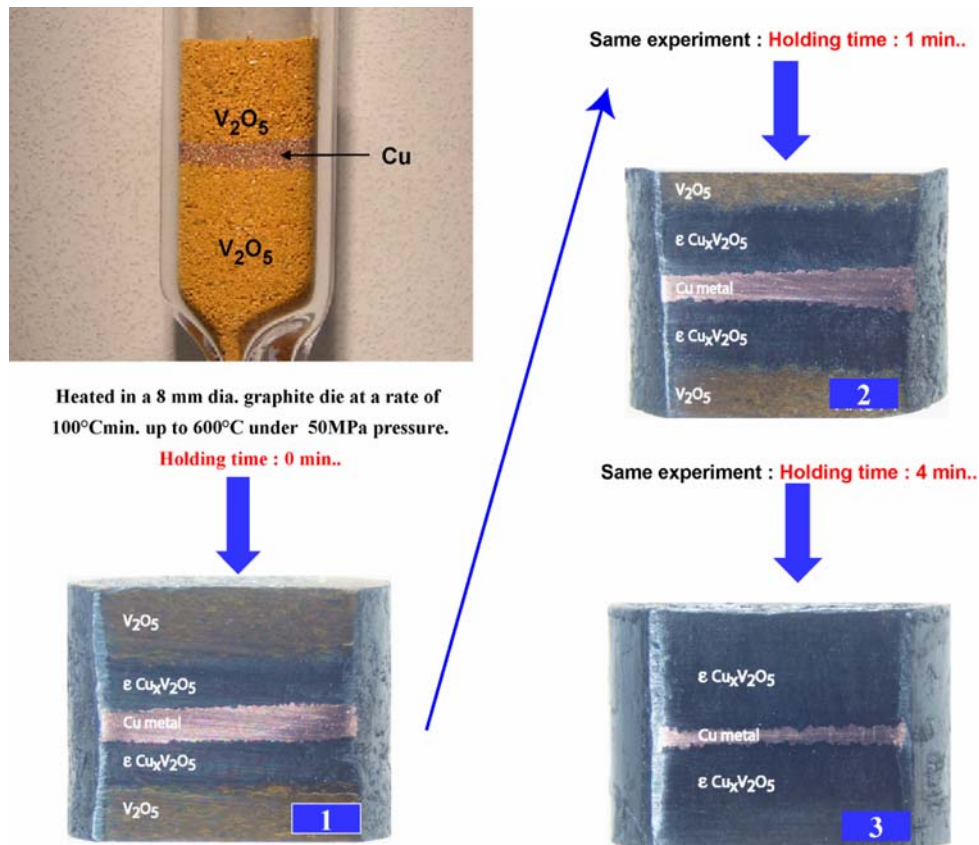 V₂O₅
Cu
V₂O₅
Heated in a 8 mm dia. graphite die at a rate of
100°Cmin. up to 600°C under 50MPa pressure.
Holding time : 0 min..
V₂O₅
ε CuₓV₂O₅
Cu metal
ε CuₓV₂O₅
V₂O₅
1
Same experiment : Holding time : 1 min..
V₂O₅
ε CuₓV₂O₅
Cu metal
ε CuₓV₂O₅
V₂O₅
2
Same experiment : Holding time : 4 min..
ε CuₓV₂O₅
Cu metal
ε CuₓV₂O₅
3